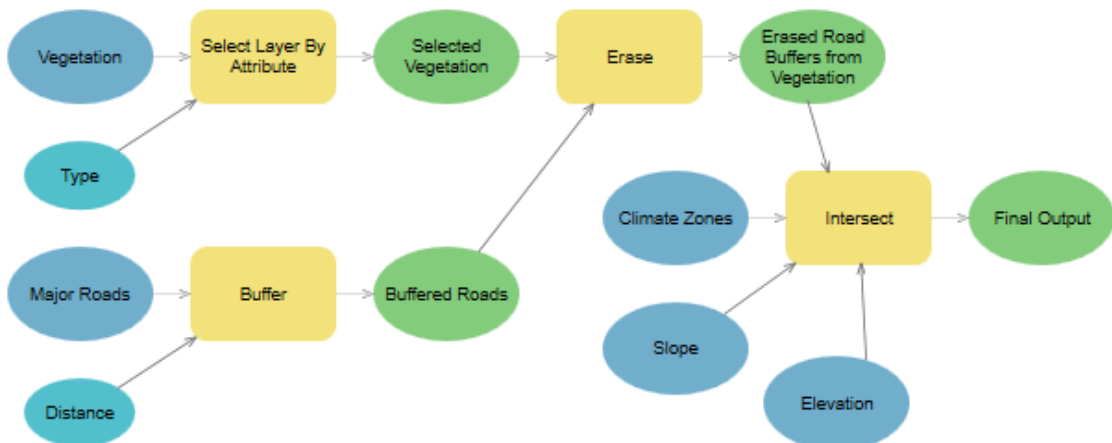 Vegetation
Select Layer By
Attribute
Selected
Vegetation
Erase
Erased Road
Buffers from
Vegetation
Type
Climate Zones
Intersect
Final Output
Major Roads
Buffer
Buffered Roads
Slope
Distance
Elevation